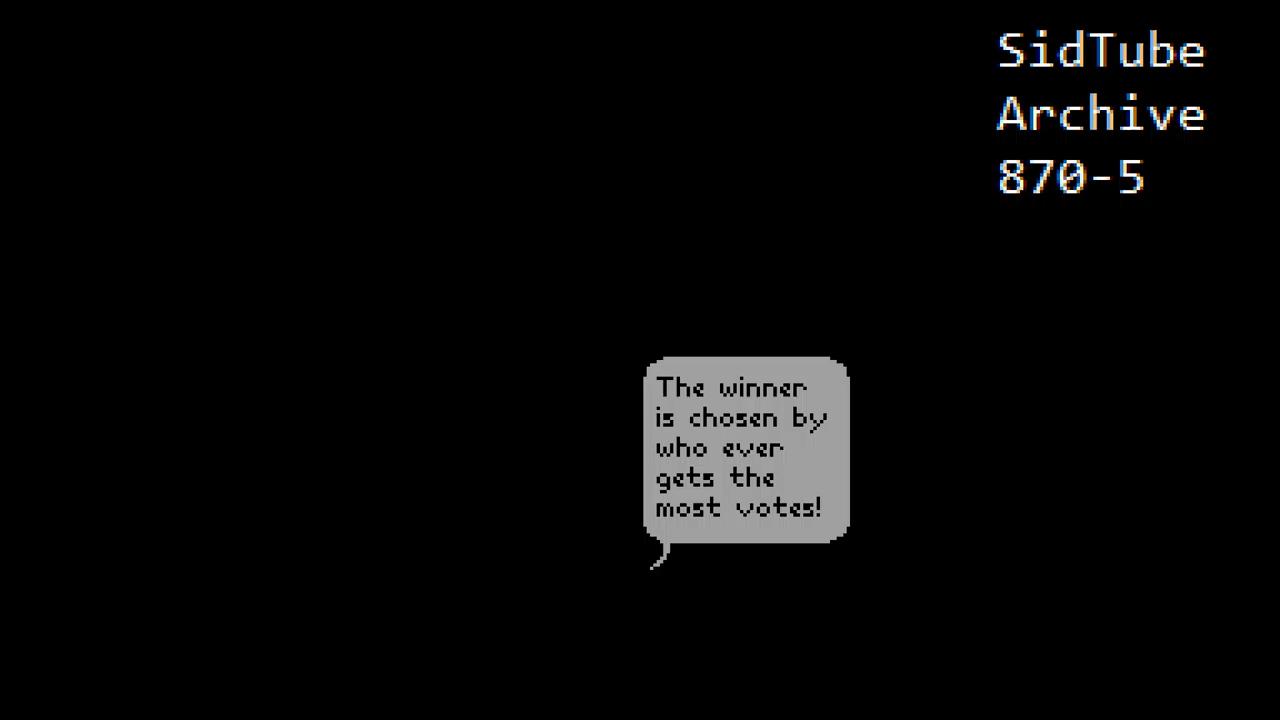 SidTube
Archive
870-5
The winner
is chosen by
who ever
gets the
most votes!